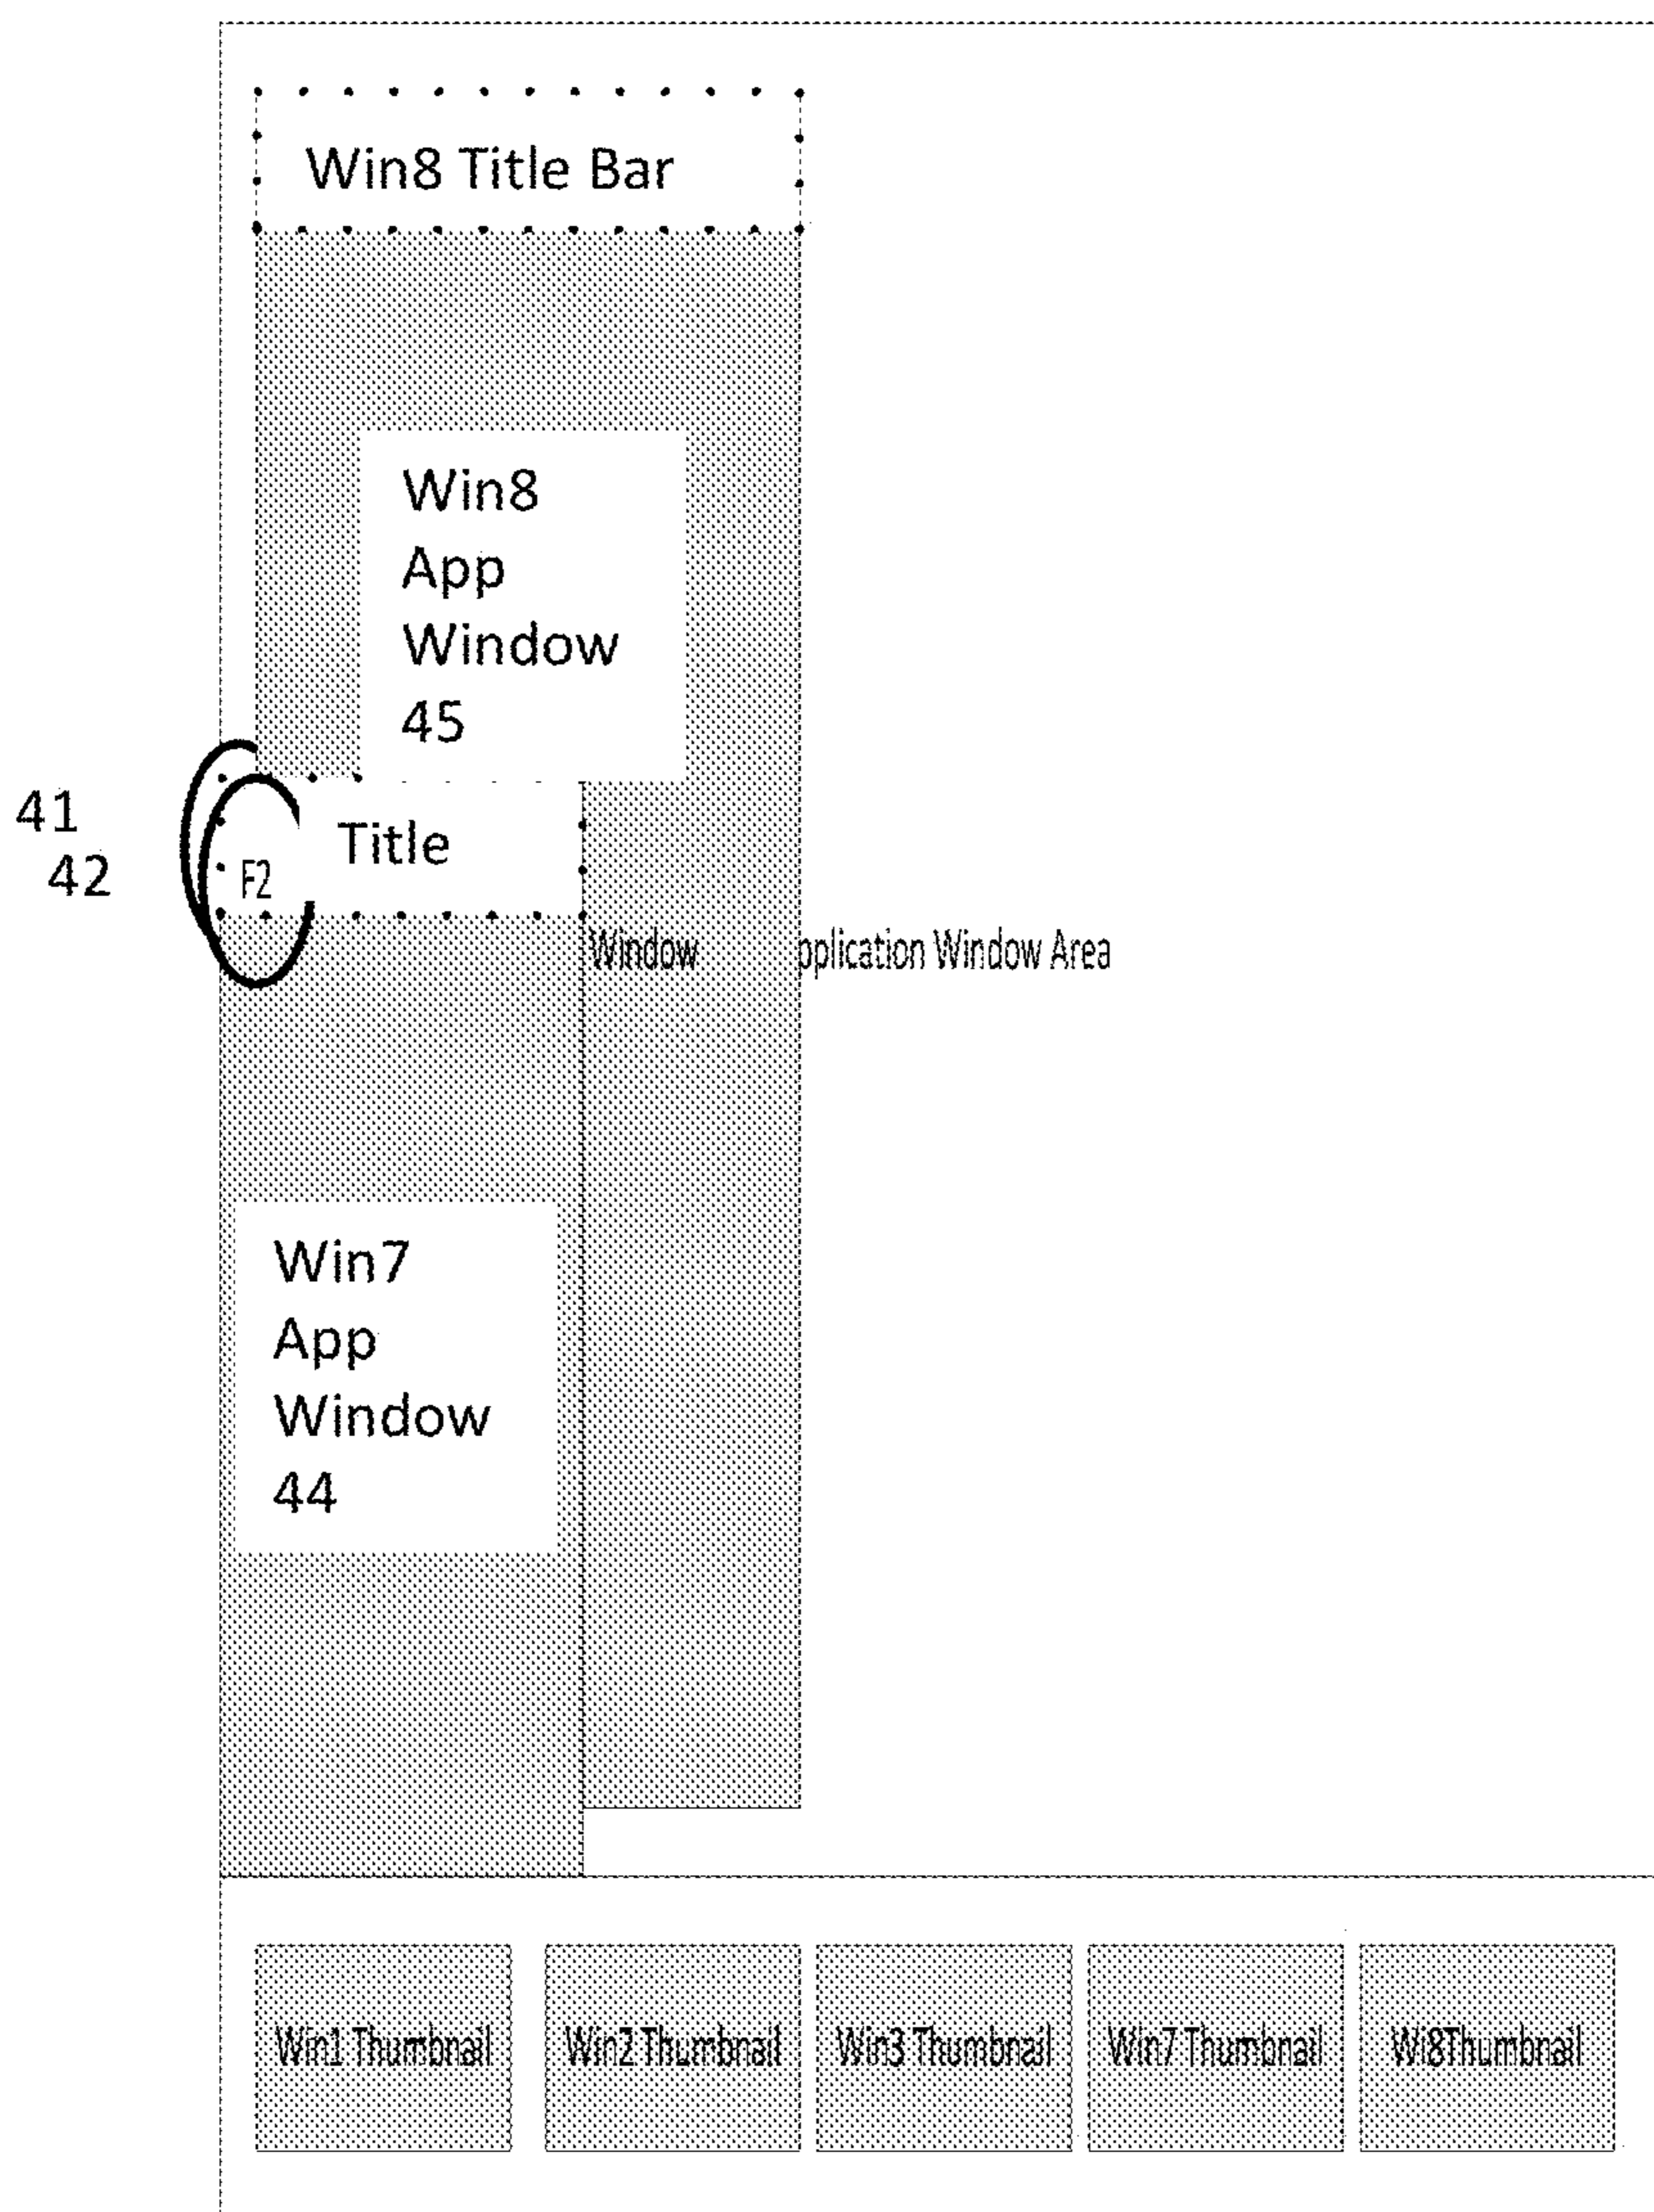 Win8 Title Bar
Win8
App
Window
45
41
42
F2
Title
Window
pplication Window Area
Win7
App
Window
44
Win1 Thumbnail
Win2 Thumbnail
Win3 Thumbnail
Win7 Thumbnail
Wi8Thumbnail